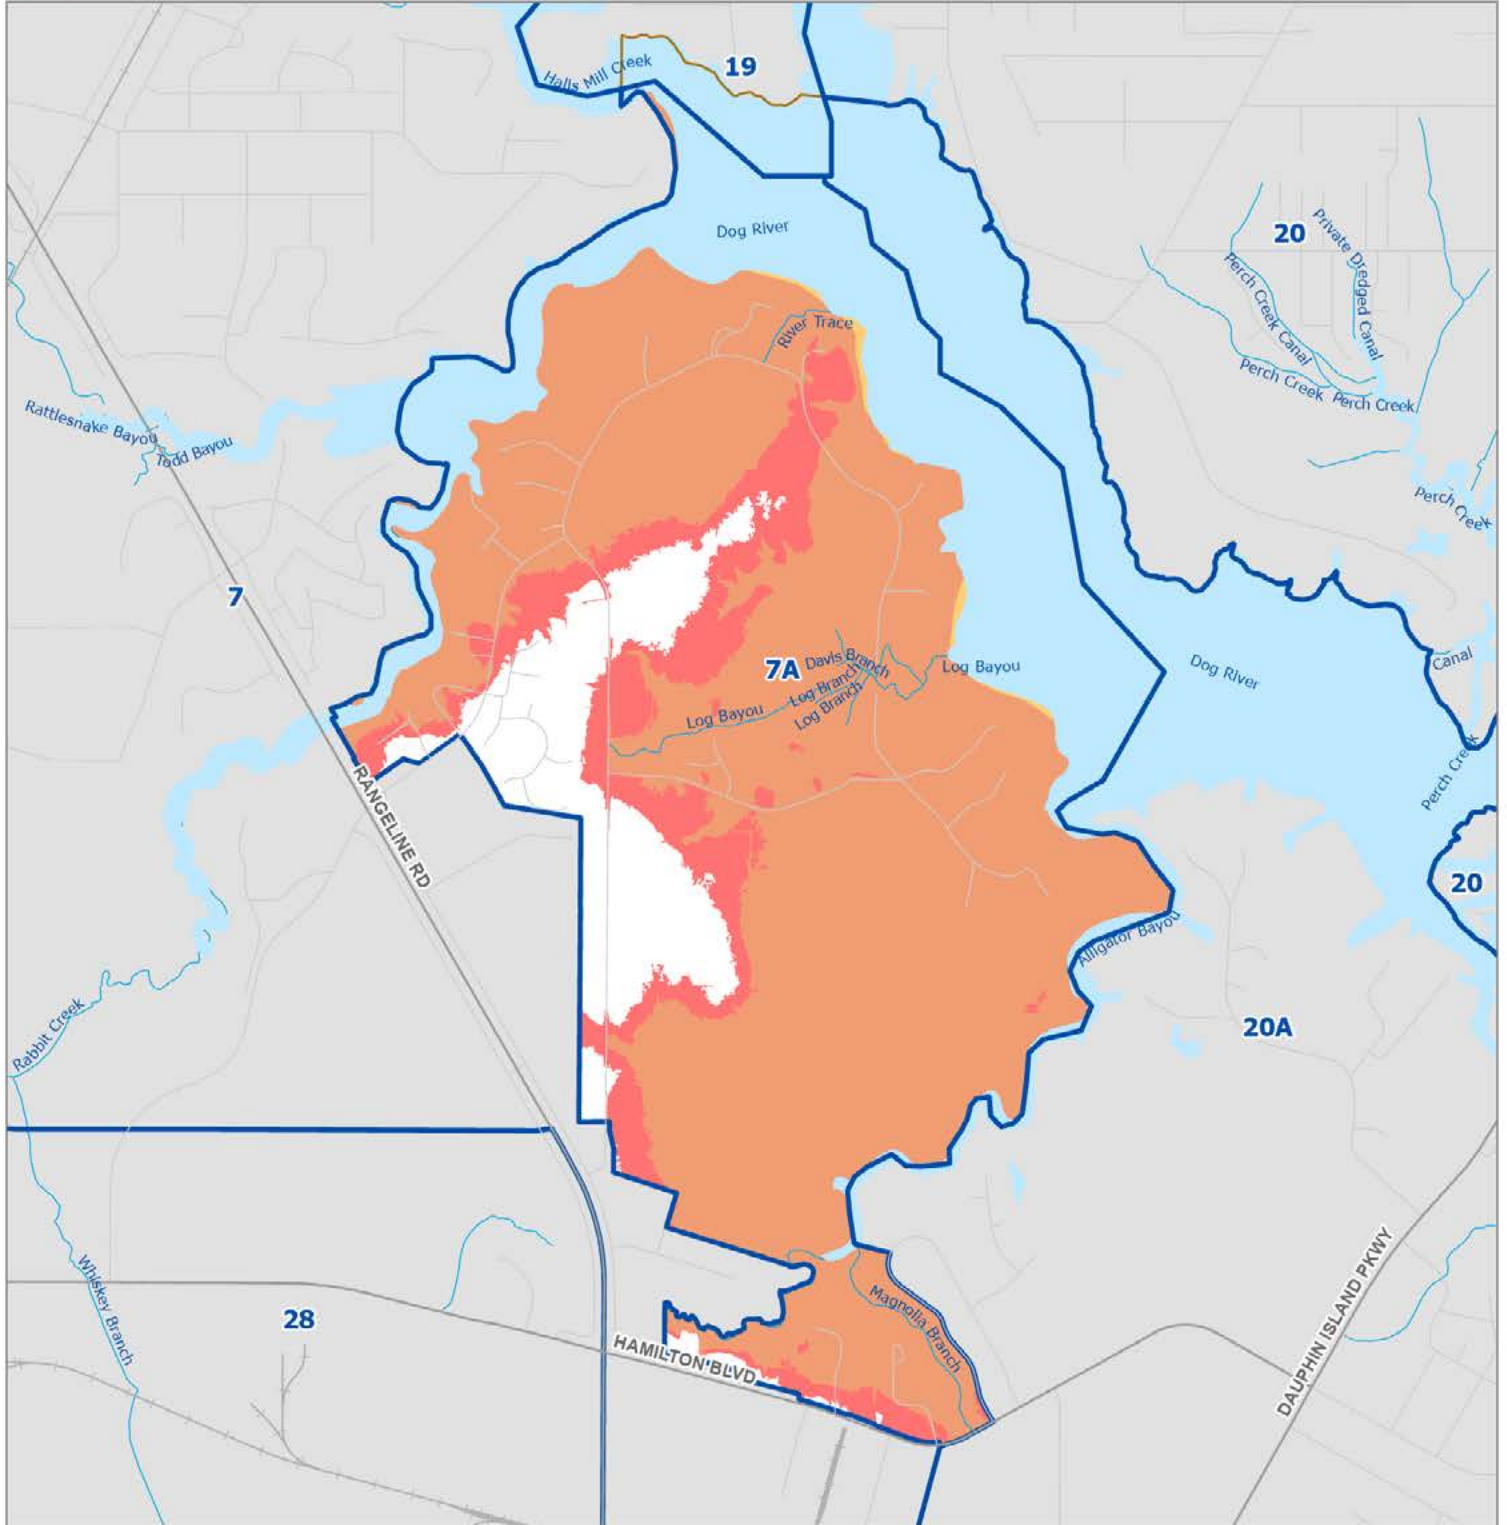 19
Halls Mill Creek
Dog River
20
Private Dredged Canal
Perch Creek Canal
River Trace
Perch Creek
Perch Creek
Rattlesnake Bayou
Todd Bayou
Perch Creek
7
7A
Davis Branch
Log Bayou
Log Branch
Log Branch
Log Bayou
Dog River
Canal
Perch Creek
RANGELINE RD
20
Alligator Bayou
20A
Rabbit Creek
Whiskey Branch
28
Magnolia Branch
HAMILTON BLVD
DAUPHIN ISLAND PKWY